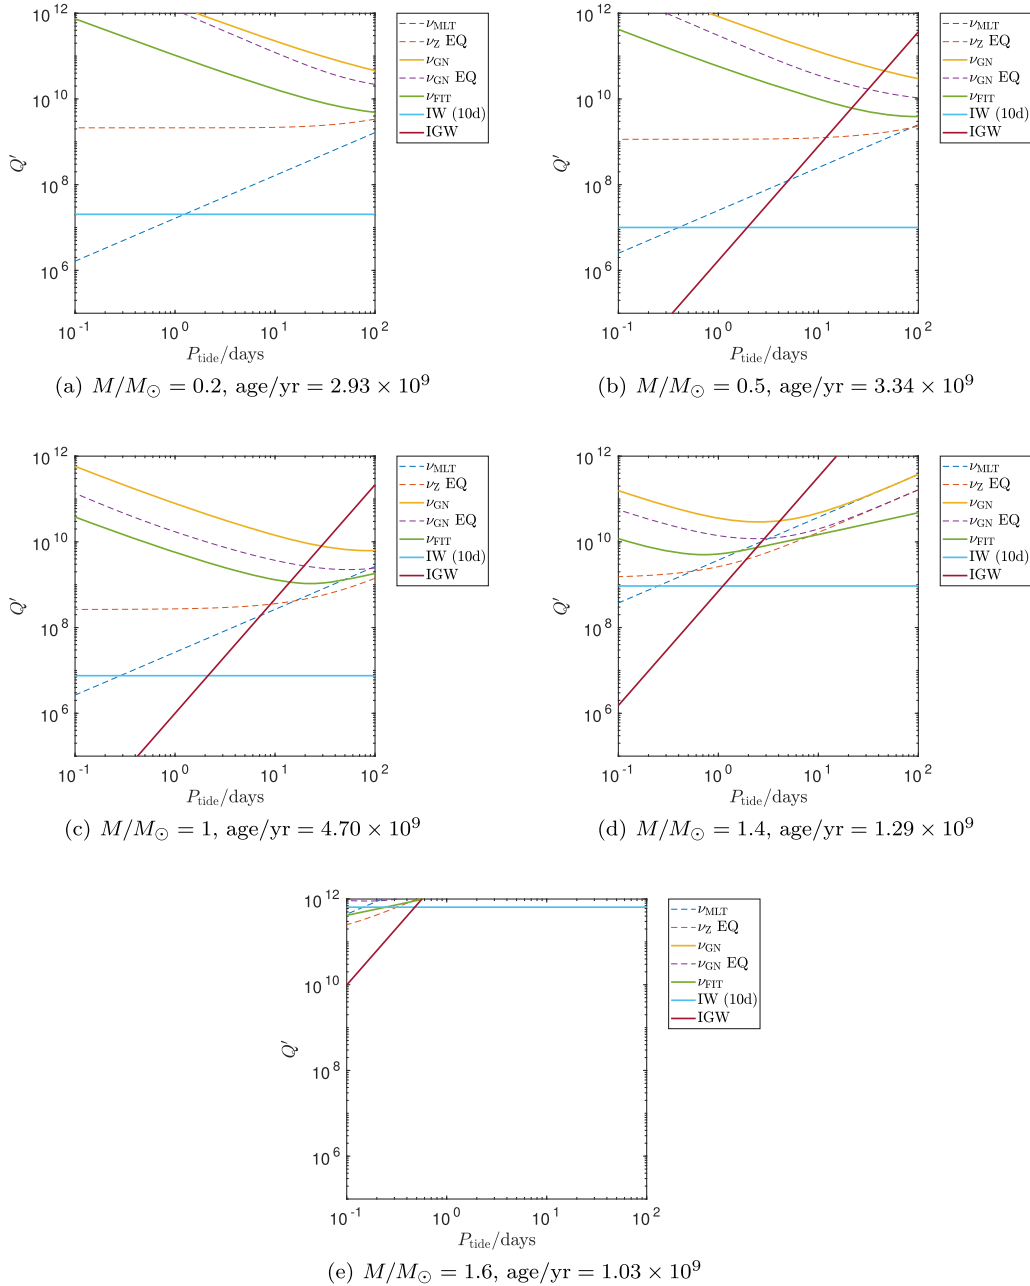 10^12
10^10
10^8
10^6
Q′
10^-1
10^0
10^1
10^2
P_tide/days
ν_MLT
ν_Z EQ
ν_GN
ν_GN EQ
ν_FIT
IW (10d)
IGW
(a) M/M_⊙ = 0.2, age/yr = 2.93 × 10^9
10^12
10^10
10^8
10^6
Q′
10^-1
10^0
10^1
10^2
P_tide/days
ν_MLT
ν_Z EQ
ν_GN
ν_GN EQ
ν_FIT
IW (10d)
IGW
(b) M/M_⊙ = 0.5, age/yr = 3.34 × 10^9
10^12
10^10
10^8
10^6
Q′
10^-1
10^0
10^1
10^2
P_tide/days
ν_MLT
ν_Z EQ
ν_GN
ν_GN EQ
ν_FIT
IW (10d)
IGW
(c) M/M_⊙ = 1, age/yr = 4.70 × 10^9
10^12
10^10
10^8
10^6
Q′
10^-1
10^0
10^1
10^2
P_tide/days
ν_MLT
ν_Z EQ
ν_GN
ν_GN EQ
ν_FIT
IW (10d)
IGW
(d) M/M_⊙ = 1.4, age/yr = 1.29 × 10^9
10^12
10^10
10^8
10^6
Q′
10^-1
10^0
10^1
10^2
P_tide/days
ν_MLT
ν_Z EQ
ν_GN
ν_GN EQ
ν_FIT
IW (10d)
IGW
(e) M/M_⊙ = 1.6, age/yr = 1.03 × 10^9